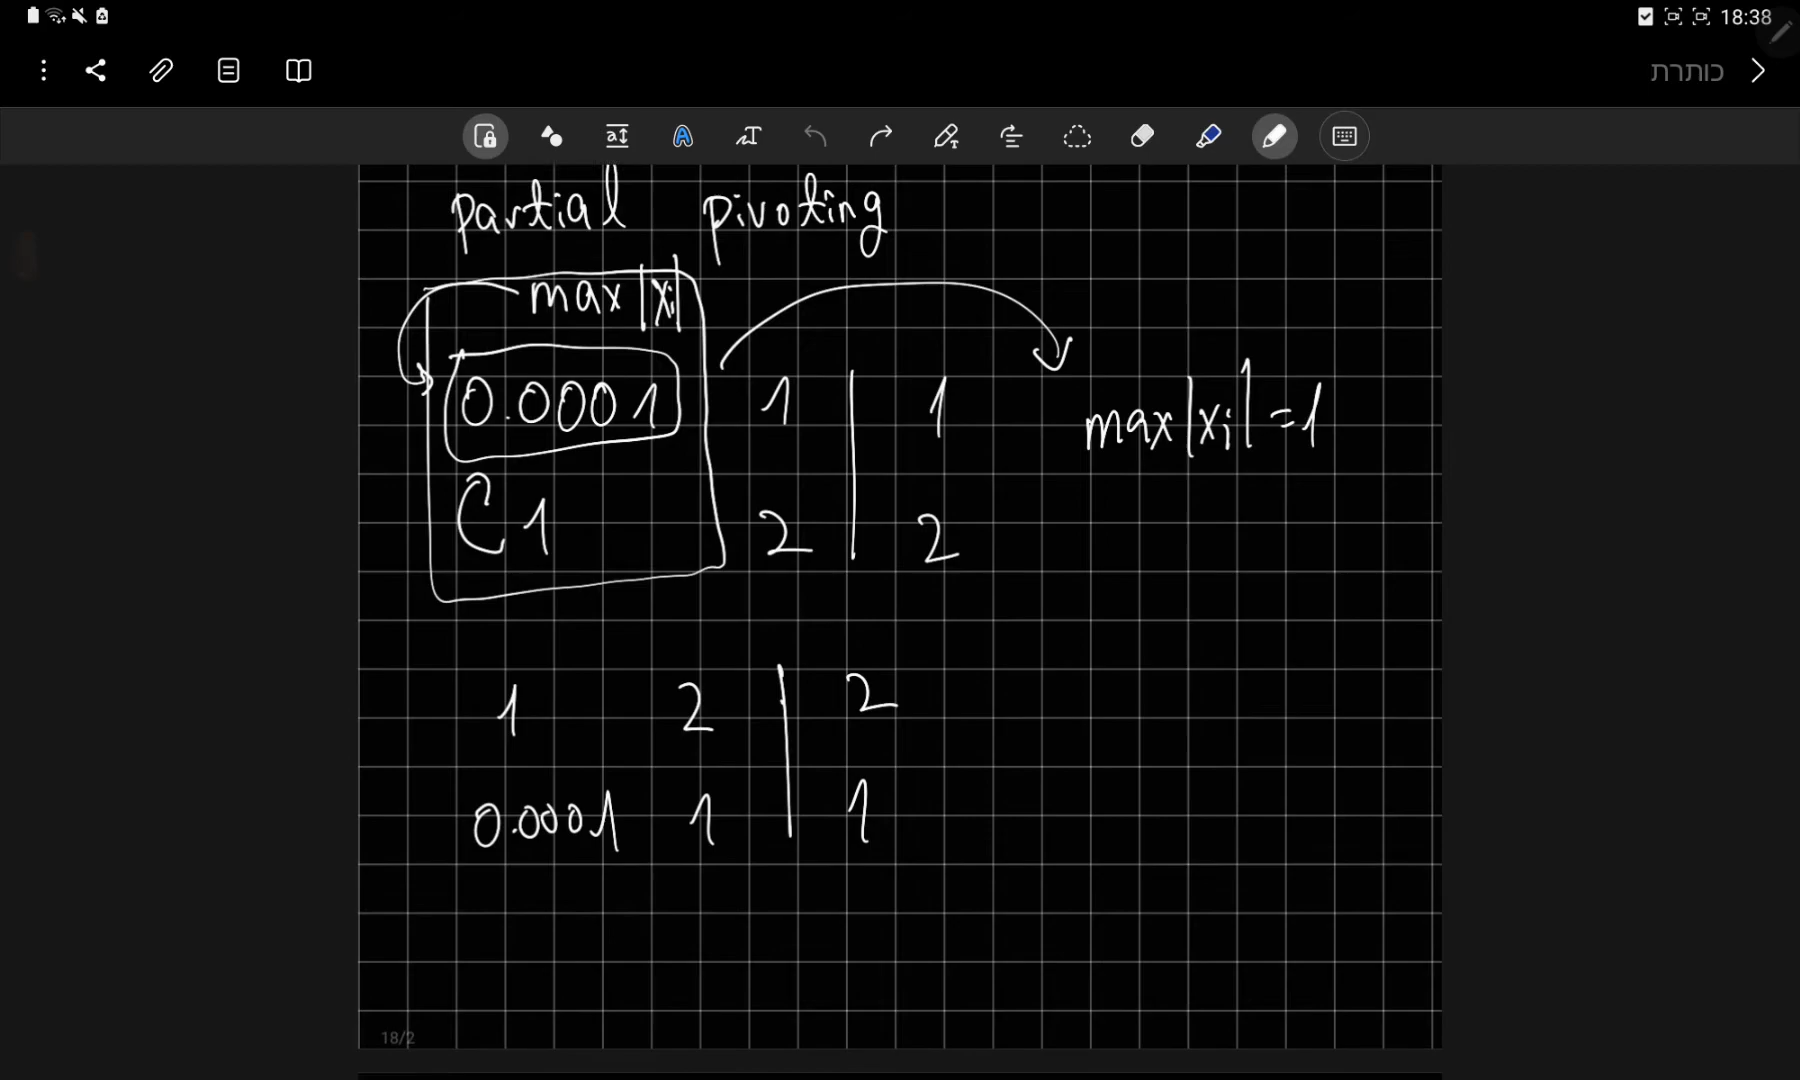 18:38
כותרת
partial pivoting
max |xi|
0.0001 1 | 1
C 1 2 | 2
max |xi| = 1
1 2 | 2
0.0001 1 | 1
18/2